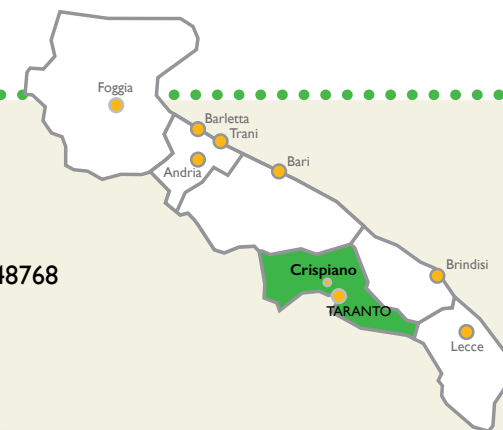 Foggia
Barletta
Trani
Andria
Bari
48768
Crispiano
Brindisi
TARANTO
Lecce